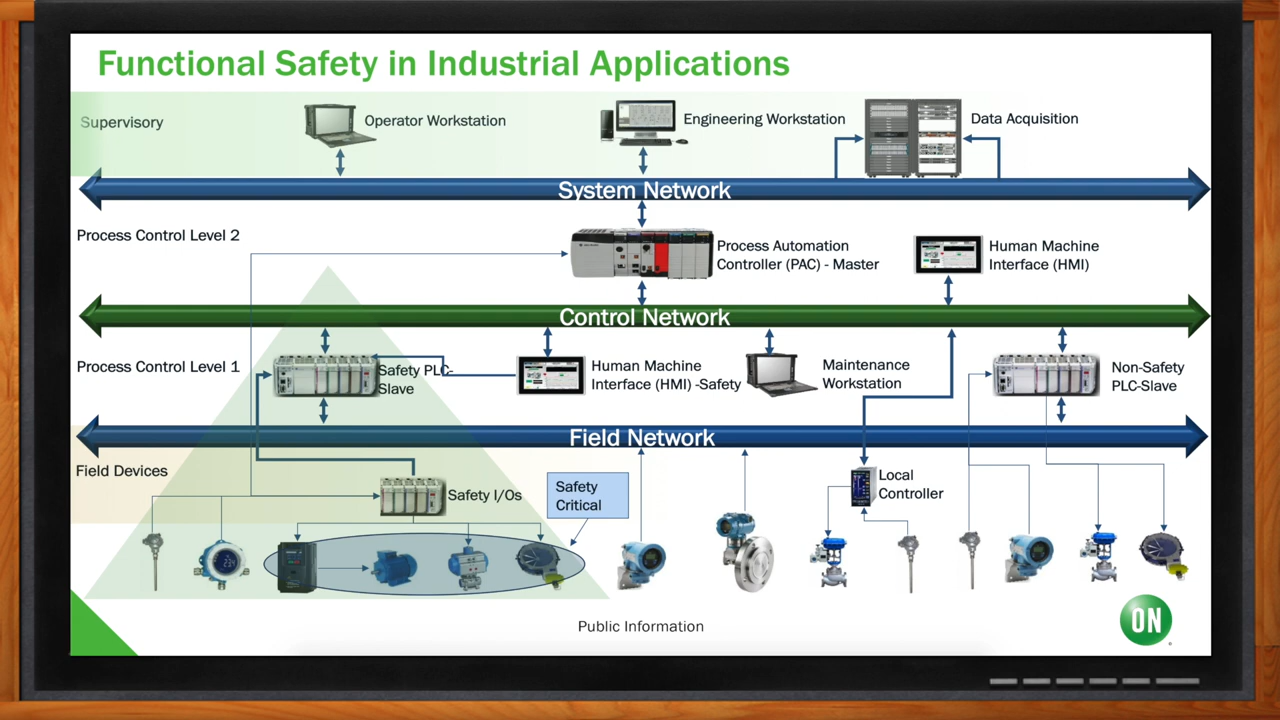 Functional Safety in Industrial Applications
Supervisory
Operator Workstation
Engineering Workstation
Data Acquisition
System Network
Process Control Level 2
Process Automation
Controller (PAC) - Master
Human Machine
Interface (HMI)
Control Network
Process Control Level 1
Safety PLC-
Slave
Human Machine
Interface (HMI) -Safety
Maintenance
Workstation
Non-Safety
PLC-Slave
Field Network
Field Devices
Safety I/Os
Safety
Critical
Local
Controller
Public Information
ON